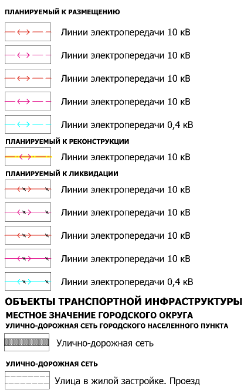 ПЛАНИРУЕМЫЙ К РАЗМЕЩЕНИЮ
Линии электропередачи 10 кВ
Линии электропередачи 10 кВ
Линии электропередачи 10 кВ
Линии электропередачи 10 кВ
Линии электропередачи 0,4 кВ
ПЛАНИРУЕМЫЙ К РЕКОНСТРУКЦИИ
Линии электропередачи 10 кВ
ПЛАНИРУЕМЫЙ К ЛИКВИДАЦИИ
Линии электропередачи 10 кВ
Линии электропередачи 10 кВ
Линии электропередачи 10 кВ
Линии электропередачи 10 кВ
Линии электропередачи 0,4 кВ
ОБЪЕКТЫ ТРАНСПОРТНОЙ ИНФРАСТРУКТУРЫ
МЕСТНОЕ ЗНАЧЕНИЕ ГОРОДСКОГО ОКРУГА
УЛИЧНО-ДОРОЖНАЯ СЕТЬ ГОРОДСКОГО НАСЕЛЕННОГО ПУНКТА
Улично-дорожная сеть
УЛИЧНО-ДОРОЖНАЯ СЕТЬ
Улица в жилой застройке. Проезд